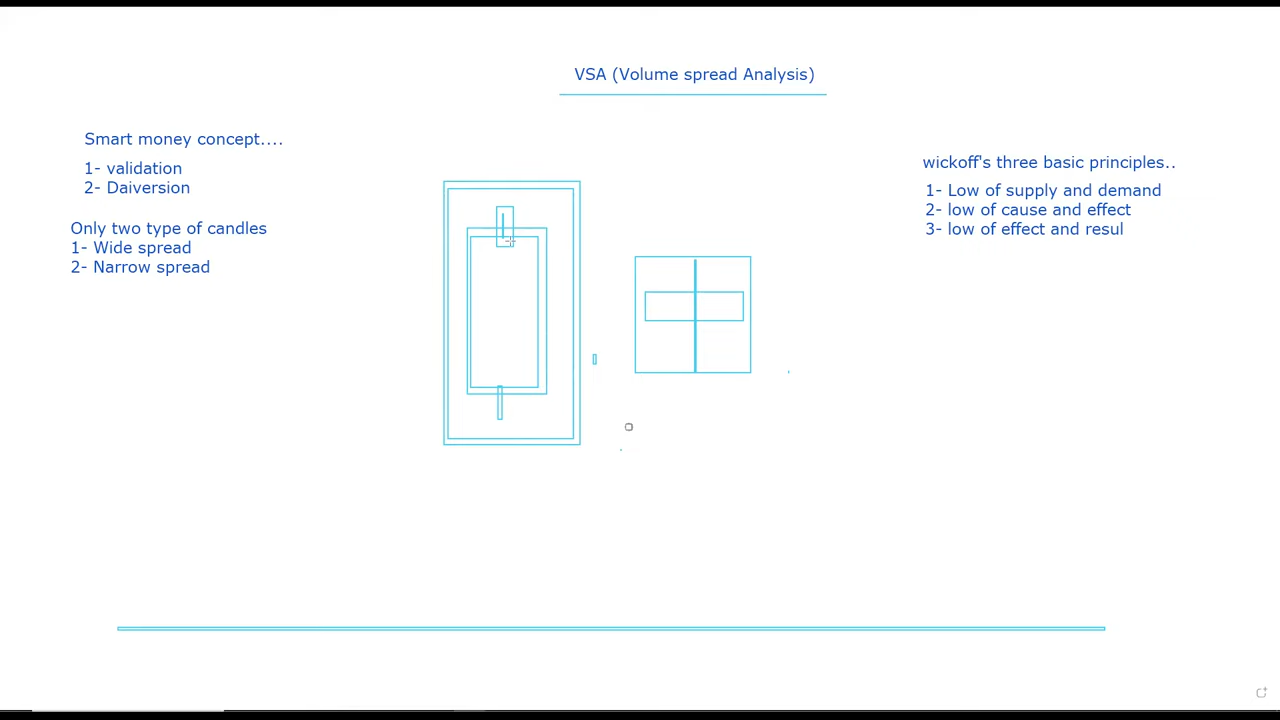 VSA (Volume spread Analysis)
Smart money concept....
1- validation
2- Daiversion
Only two type of candles
1- Wide spread
2- Narrow spread
wickoff's three basic principles..
1- Low of supply and demand
2- low of cause and effect
3- low of effect and resul